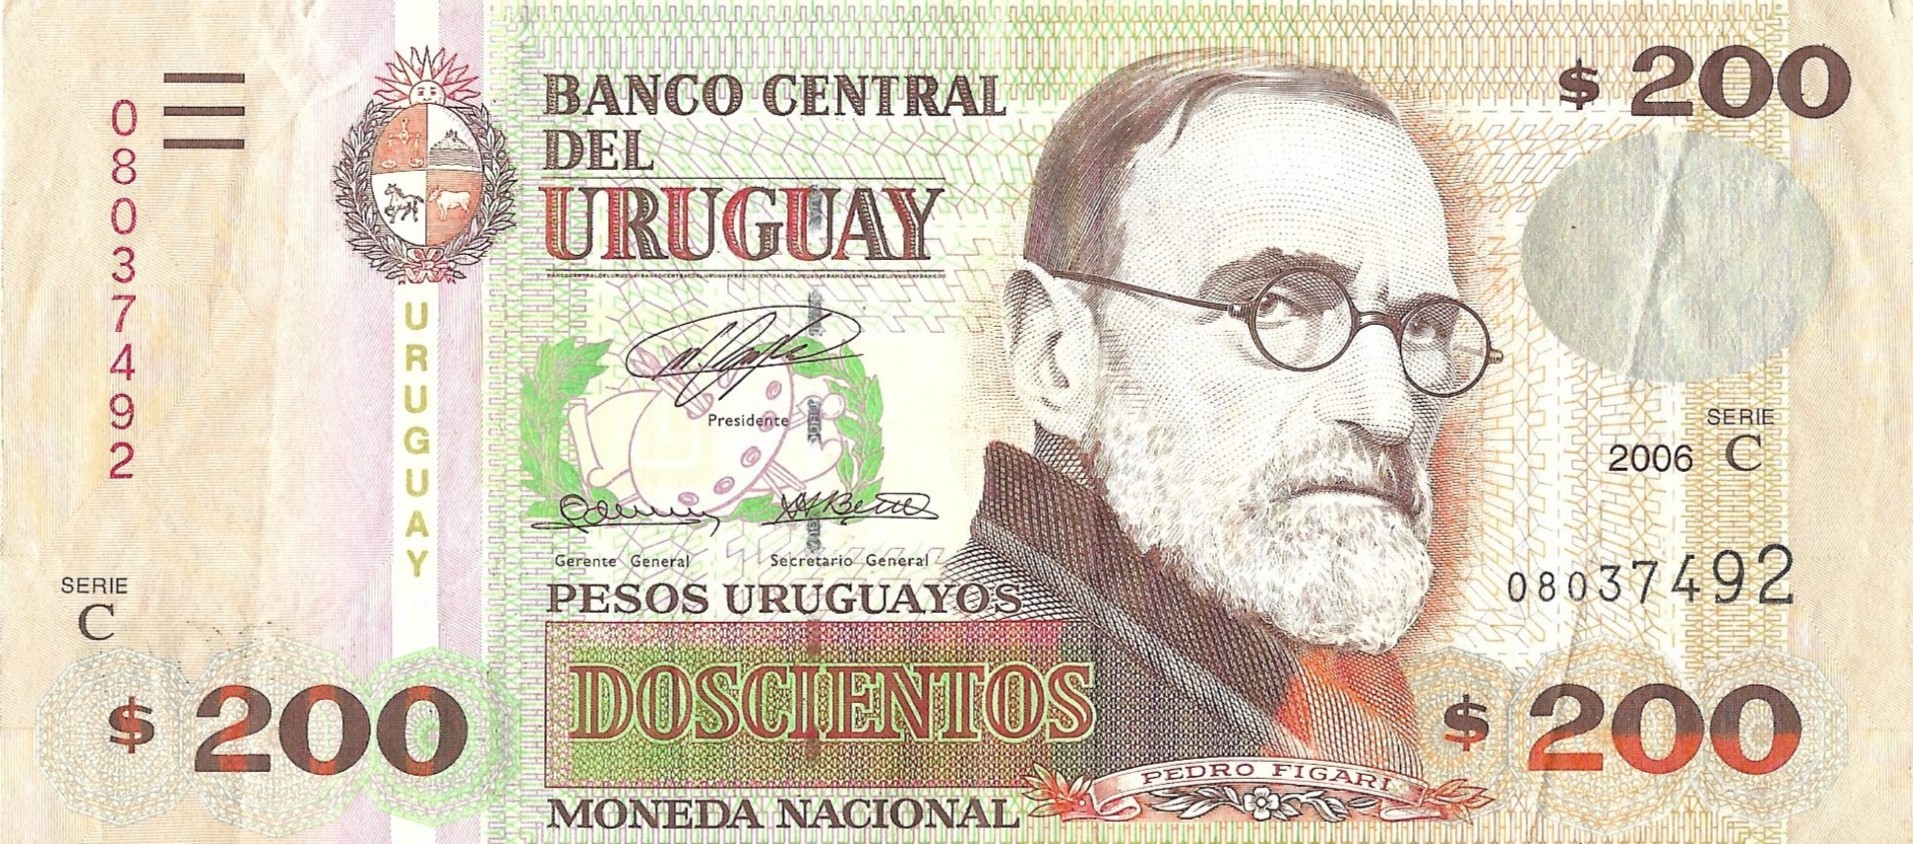 $ 200
BANCO CENTRAL
DEL
URUGUAY
08037492
URUGUAY
Presidente
SERIE
2006 C
Gerente General
Secretario General
PESOS URUGUAYOS
08037492
SERIE
C
DOSCIENTOS
$ 200
$ 200
PEDRO FIGARI
MONEDA NACIONAL